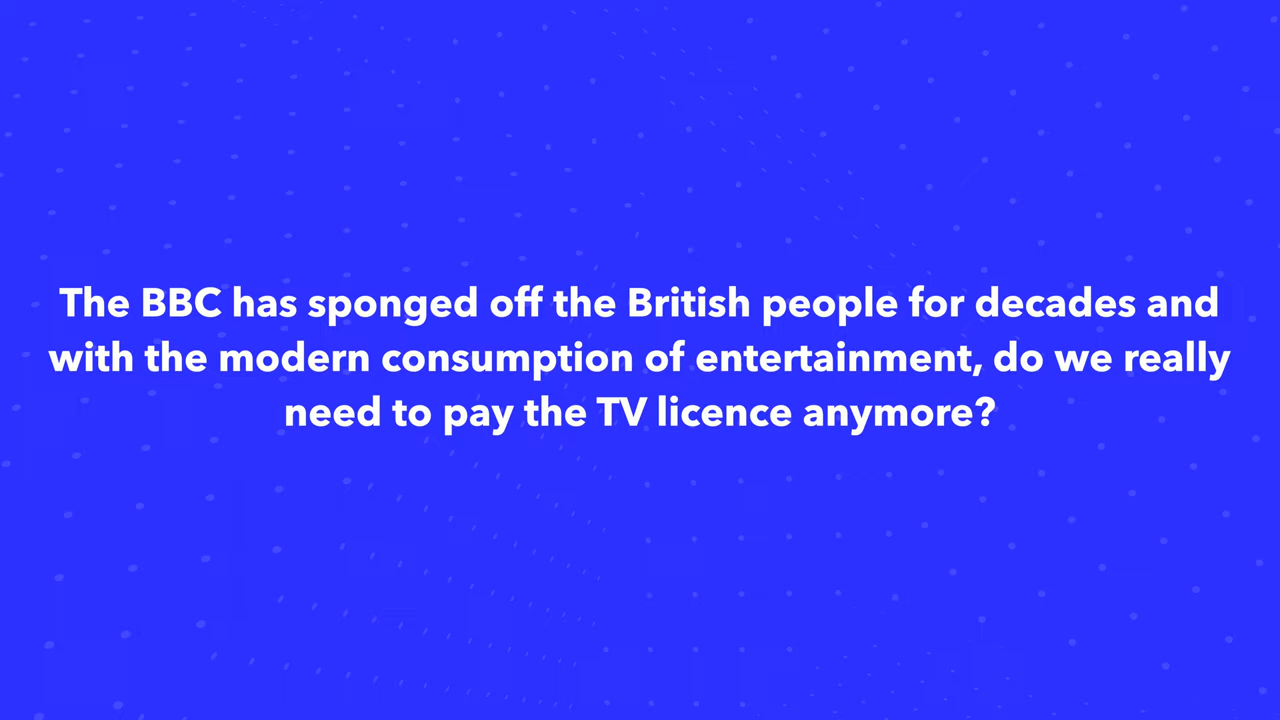 The BBC has sponged off the British people for decades and
with the modern consumption of entertainment, do we really
need to pay the TV licence anymore?